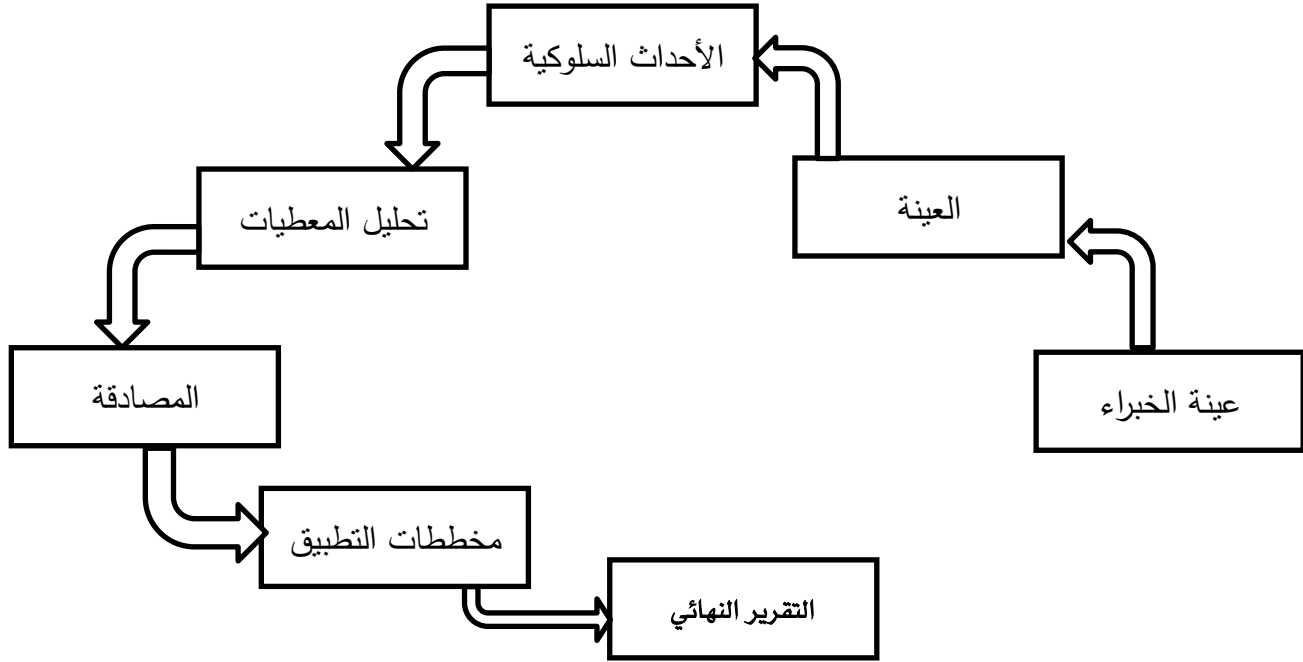 عينة الخبراء
العينة
الأحداث السلوكية
تحليل المعطيات
المصادقة
مخططات التطبيق
التقرير النهائي